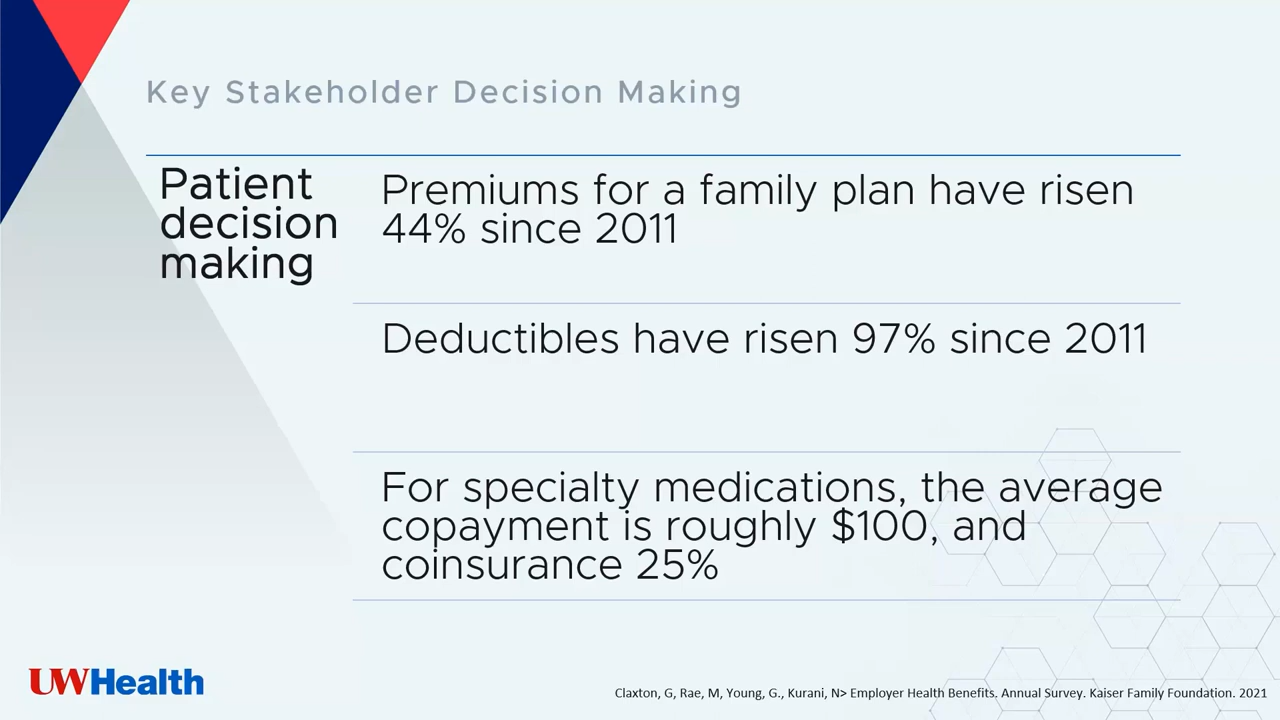 Key Stakeholder Decision Making
Patient
decision
making
Premiums for a family plan have risen
44% since 2011
Deductibles have risen 97% since 2011
For specialty medications, the average
copayment is roughly $100, and
coinsurance 25%
UWHealth
Claxton, G, Rae, M, Young, G., Kurani, N> Employer Health Benefits. Annual Survey. Kaiser Family Foundation. 2021